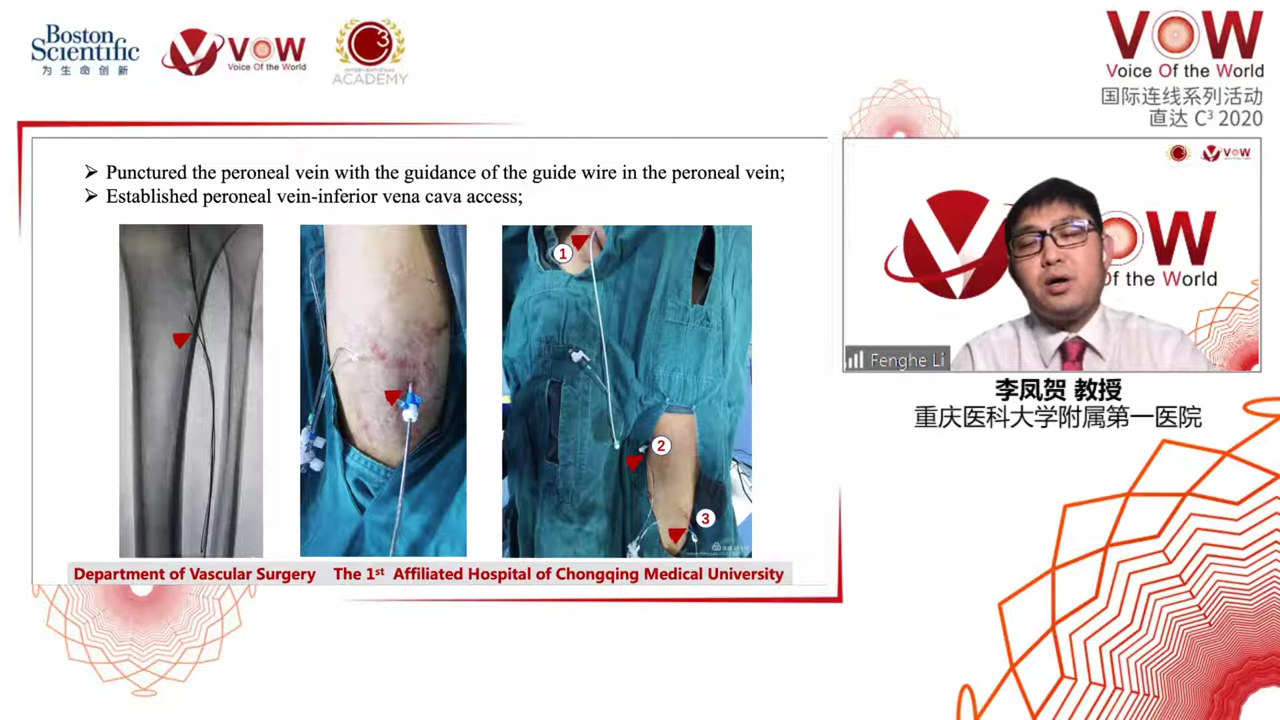 Boston
Scientific
为生命创新
VOW
Voice Of the World
C3
INTERVENTIONAL
ACADEMY
VOW
Voice Of the World
国际连线系列活动
直达 C³ 2020
➢ Punctured the peroneal vein with the guidance of the guide wire in the peroneal vein;
➢ Established peroneal vein-inferior vena cava access;
1
2
3
Department of Vascular Surgery The 1st Affiliated Hospital of Chongqing Medical University
VOW
VOW
Of the World
Fenghe Li
李凤贺 教授
重庆医科大学附属第一医院